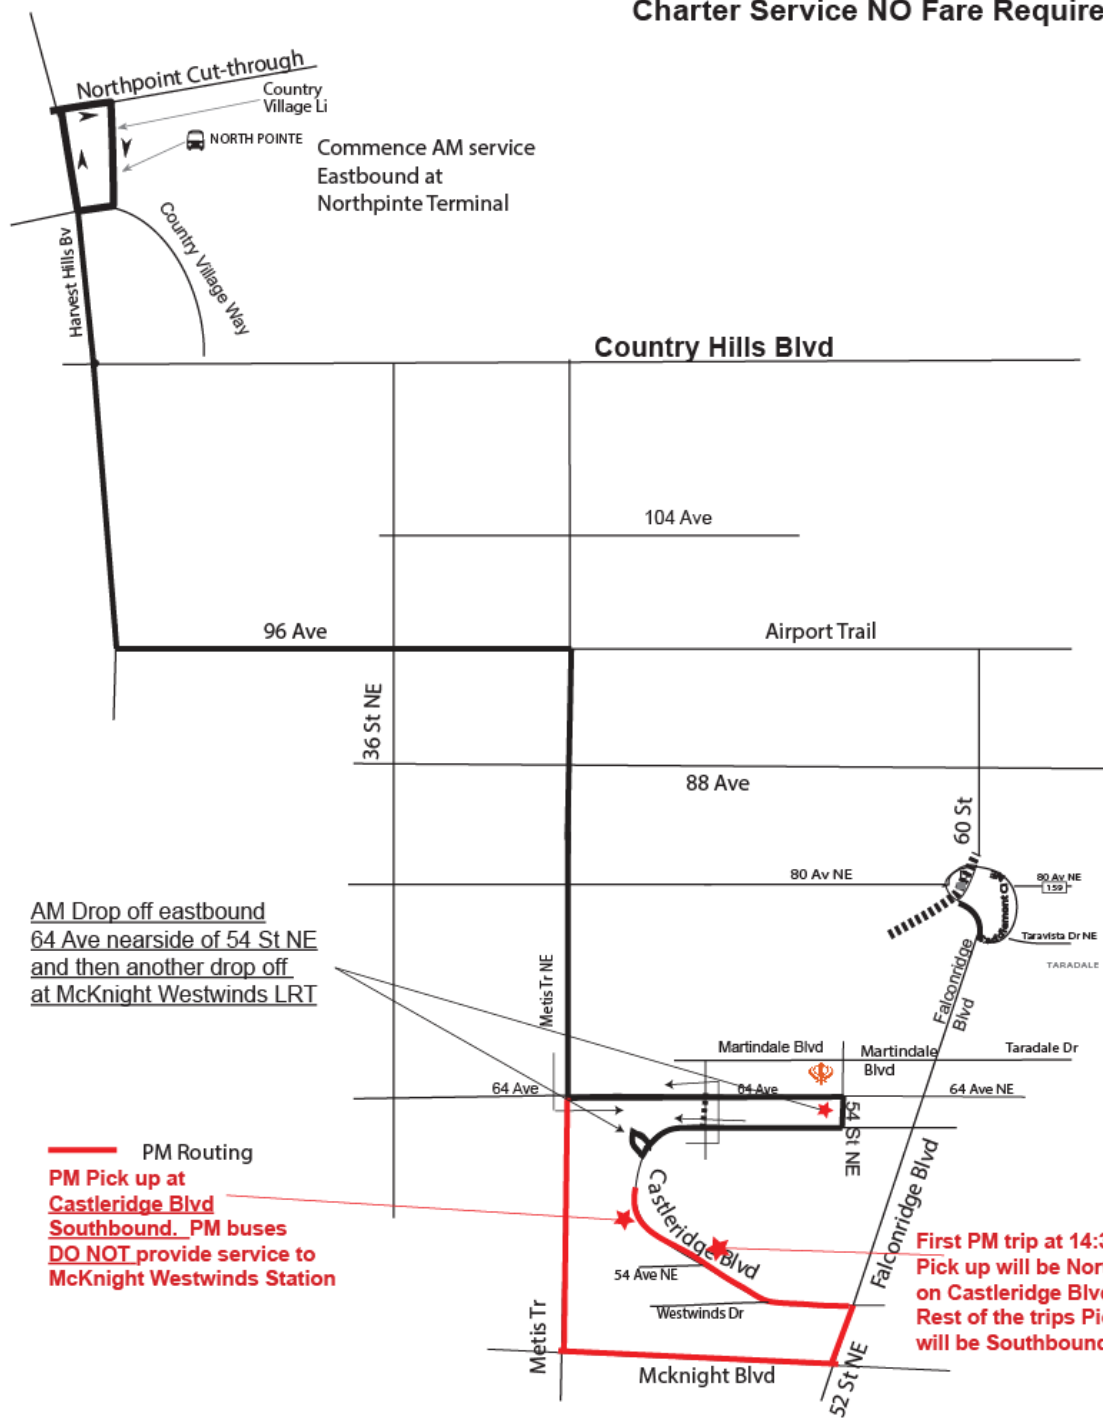 Charter Service NO Fare Require
Northpoint Cut-through
Country
Village Li
NORTH POINTE
Commence AM service
Eastbound at
Northpinte Terminal
Country Village Way
Harvest Hills Bv
Country Hills Blvd
104 Ave
96 Ave
Airport Trail
36 St NE
88 Ave
60 St
80 Av NE
80 Av NE
159
Taravista Dr NE
TARADALE
AM Drop off eastbound
64 Ave nearside of 54 St NE
and then another drop off
at McKnight Westwinds LRT
Metis Tr NE
Falconridge
Blvd
Martindale Blvd
Martindale
Blvd
Taradale Dr
64 Ave
64 Ave
64 Ave NE
54 St NE
PM Routing
PM Pick up at
Castleridge Blvd
Southbound. PM buses
DO NOT provide service to
McKnight Westwinds Station
Castleridge Blvd
Falconridge Blvd
First PM trip at 14:3
Pick up will be Nor
on Castleridge Blv
Rest of the trips Pi
will be Southbound
54 Ave NE
Westwinds Dr
Metis Tr
Mcknight Blvd
52 St NE